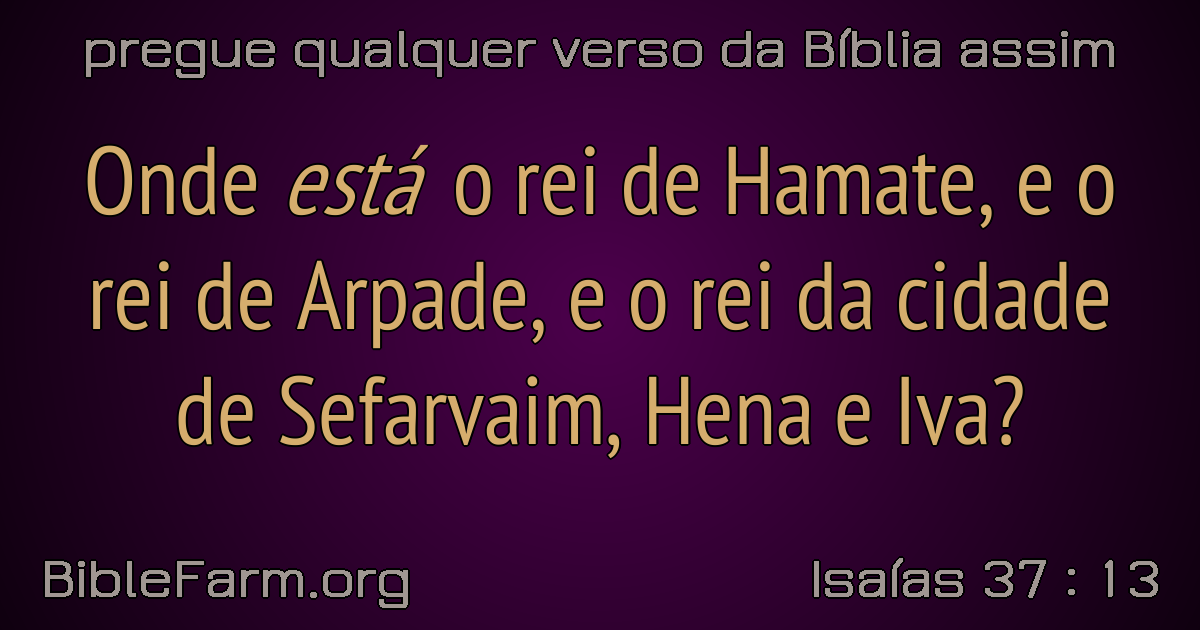 pregue qualquer verso da Bíblia assim
Onde está o rei de Hamate, e o
rei de Arpade, e o rei da cidade
de Sefarvaim, Hena e Iva?
BibleFarm.org
Isaías 37 : 13